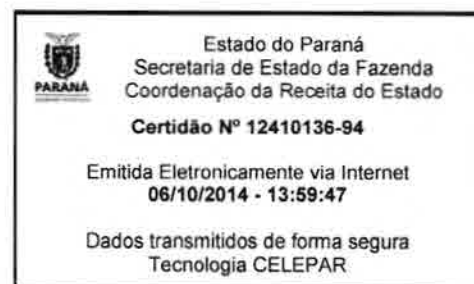 Estado do Paraná
Secretaria de Estado da Fazenda
PARANÁ
Coordenação da Receita do Estado
Certidão Nº 12410136-94
Emitida Eletronicamente via Internet
06/10/2014 - 13:59:47
Dados transmitidos de forma segura
Tecnologia CELEPAR